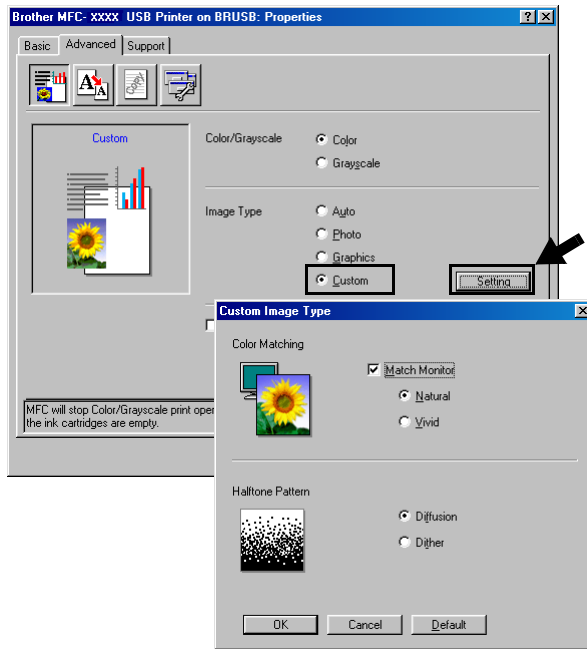 Brother MFC- XXXX USB Printer on BRUSB: Properties
Basic Advanced Support
Custom
Color/Grayscale
Color
Grayscale
Image Type
Auto
Photo
Graphics
Custom
Setting
MFC will stop Color/Grayscale print
the ink cartridges are empty.
Custom Image Type
Color Matching
Match Monitor
Natural
Vivid
Halftone Pattern
Diffusion
Dither
OK Cancel Default